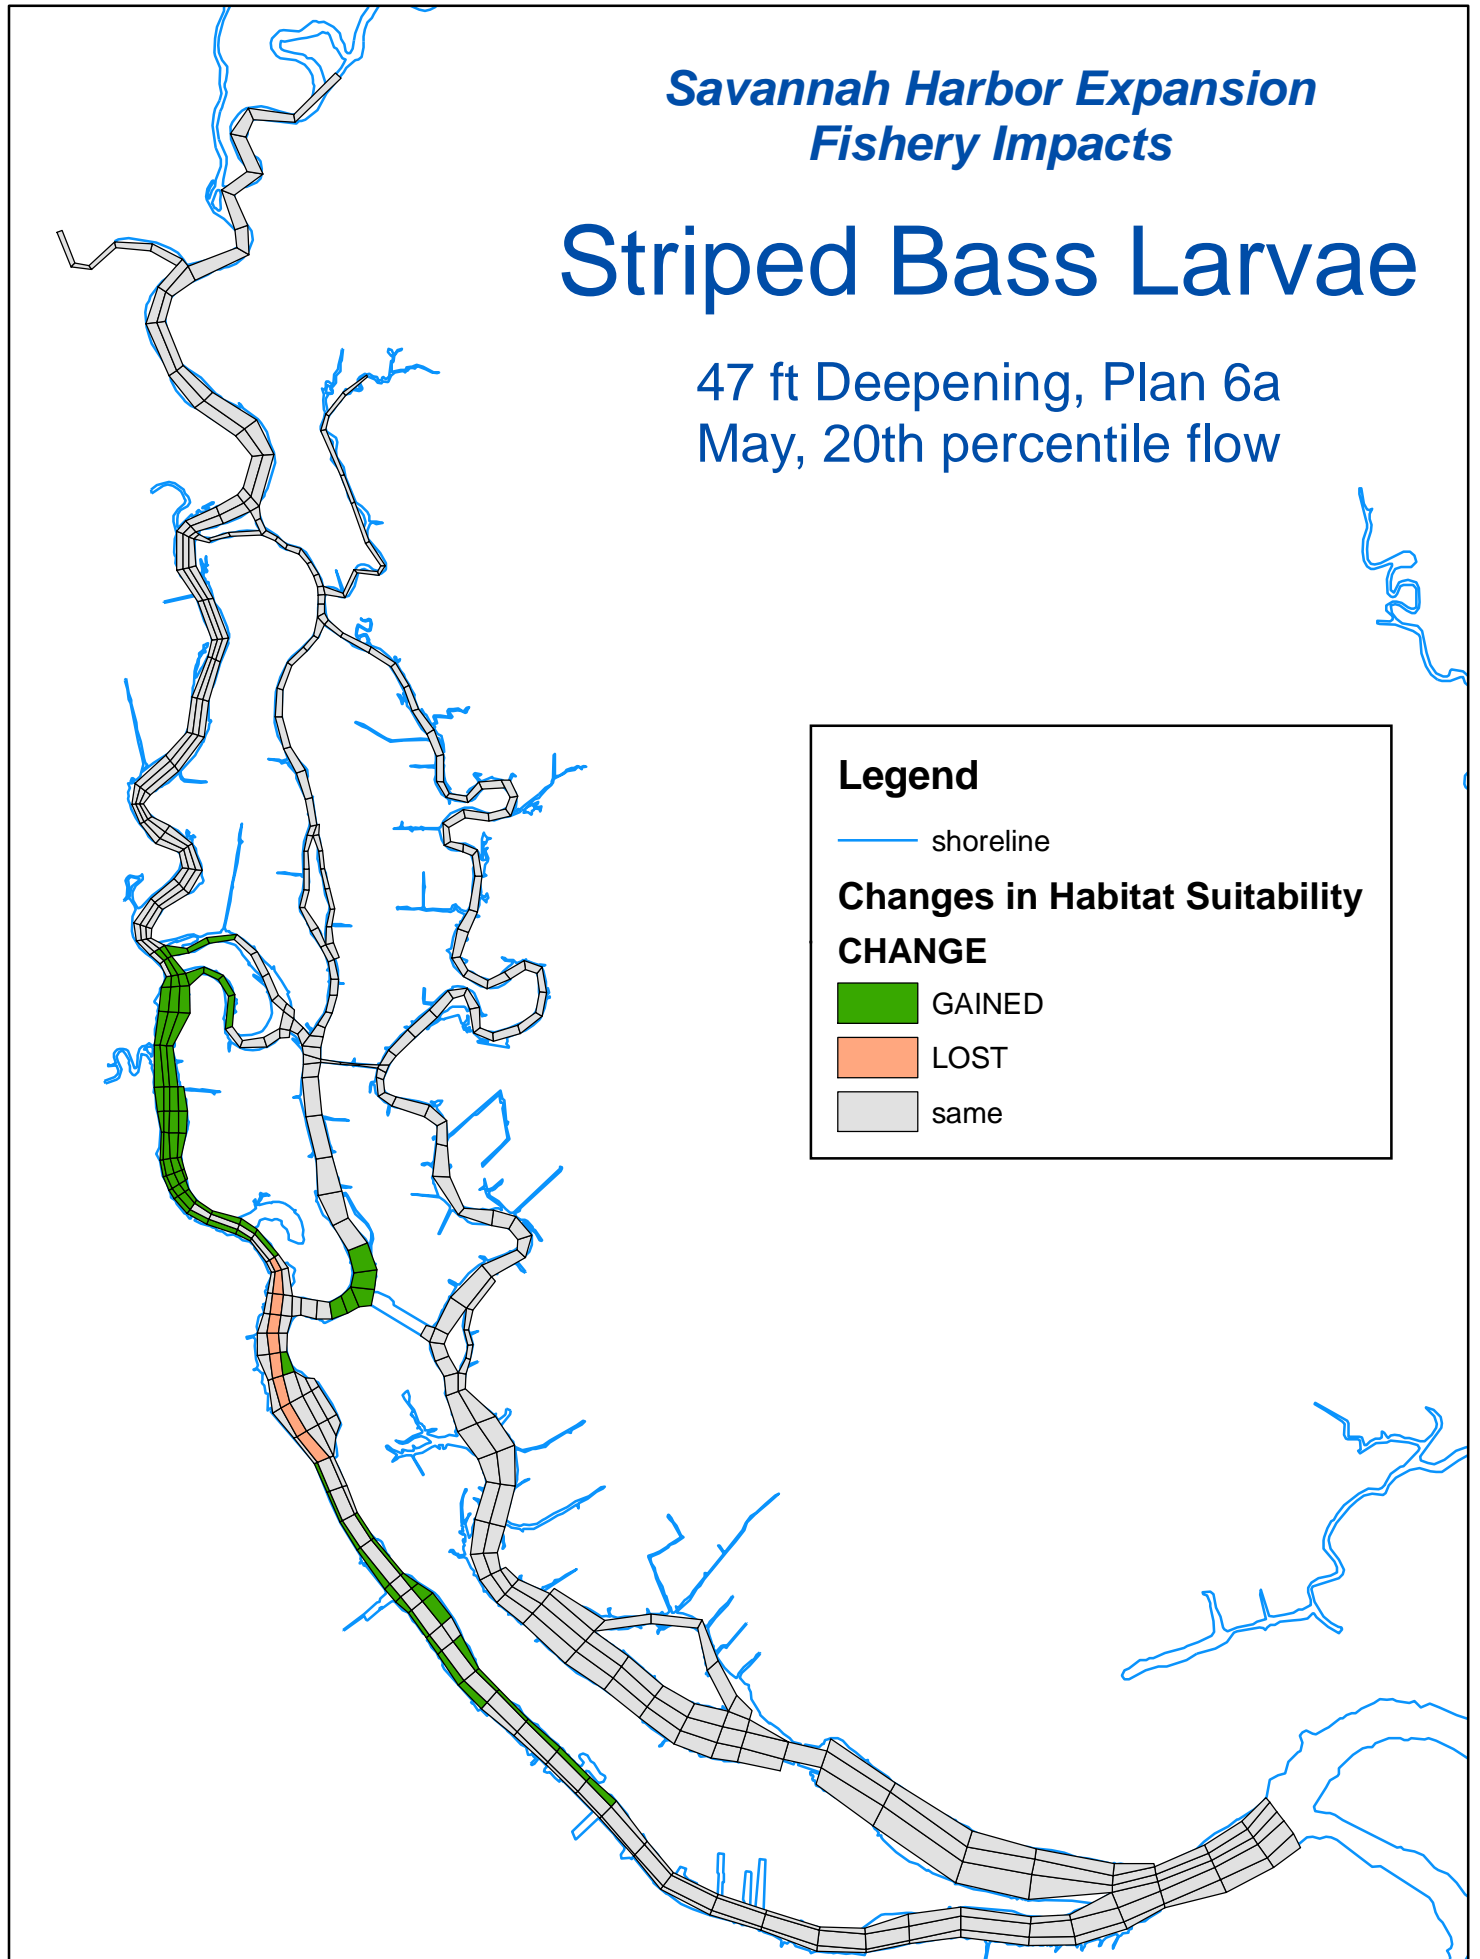 Savannah Harbor Expansion
Fishery Impacts
Striped Bass Larvae
47 ft Deepening, Plan 6a
May, 20th percentile flow
Legend
shoreline
Changes in Habitat Suitability
CHANGE
GAINED
LOST
same